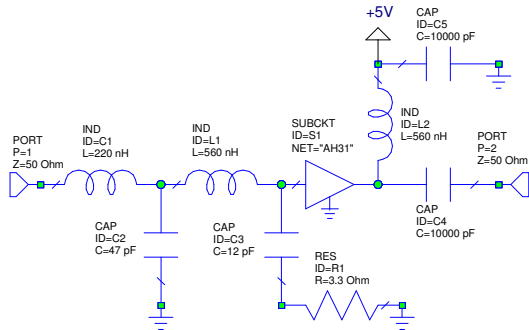 +5V
CAP
ID=C5
C=10000 pF
IND
ID=C1
L=220 nH
IND
ID=L1
L=560 nH
SUBCKT
ID=S1
NET="AH31"
IND
ID=L2
L=560 nH
PORT
P=1
Z=50 Ohm
PORT
P=2
Z=50 Ohm
CAP
ID=C2
C=47 pF
CAP
ID=C3
C=12 pF
CAP
ID=C4
C=10000 pF
RES
ID=R1
R=3.3 Ohm